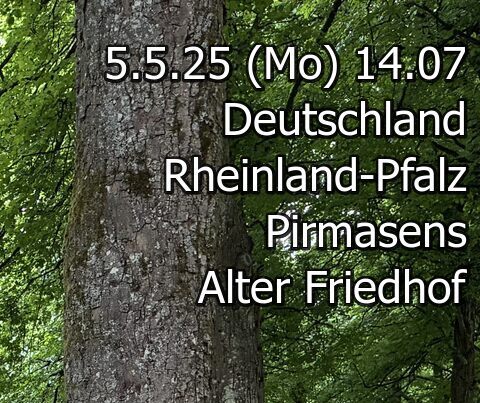 5.5.25 (Mo) 14.07
Deutschland
Rheinland-Pfalz
Pirmasens
Alter Friedhof